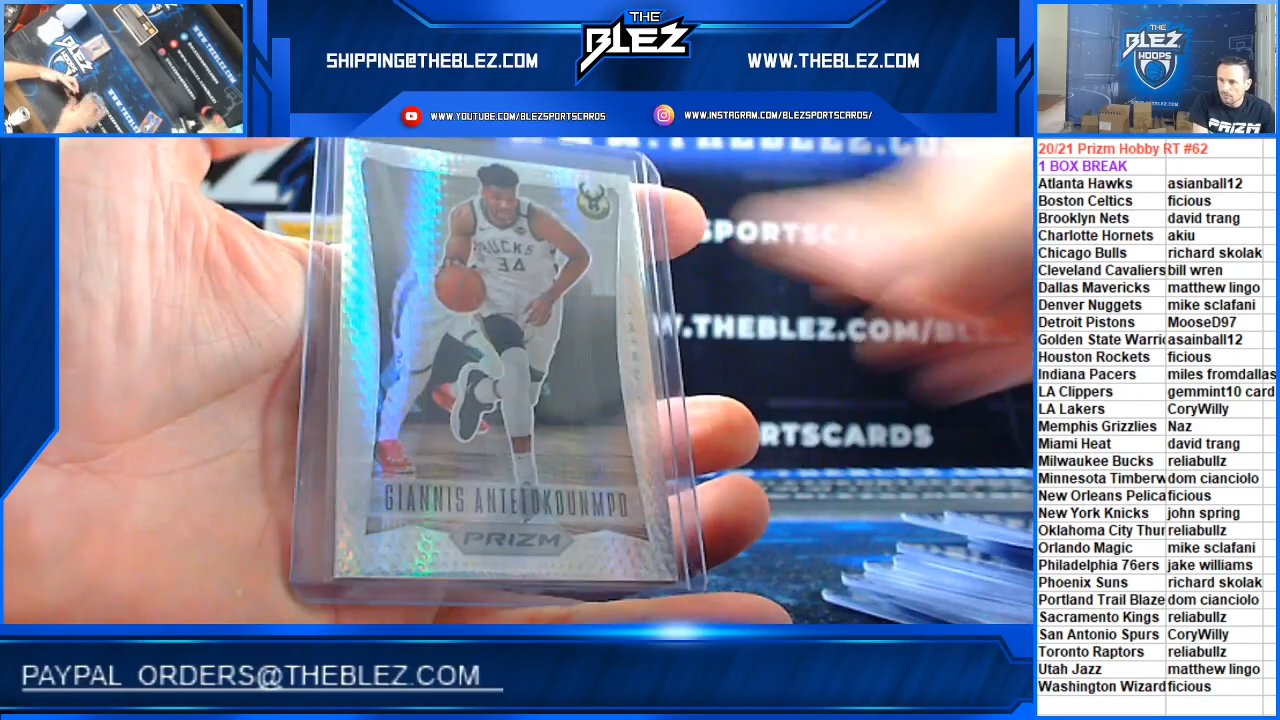 THE
BLEZ
SHIPPING@THEBLEZ.COM
WWW.THEBLEZ.COM
WWW.YOUTUBE.COM/BLEZSPORTSCARDS
WWW.INSTAGRAM.COM/BLEZSPORTSCARDS/
THE
BLEZ
HOOPS
PRIZM
BUCKS
34
GIANNIS ANTETOKOUNMPO
PRIZM
SPORTSCA
W.THEBLEZ.COM/BLEZ
RTSCARDS
PAYPAL_ORDERS@THEBLEZ.COM
20/21 Prizm Hobby RT #62
1 BOX BREAK
Atlanta Hawks asianball12
Boston Celtics ficious
Brooklyn Nets david trang
Charlotte Hornets akiu
Chicago Bulls richard skolak
Cleveland Cavaliers bill wren
Dallas Mavericks matthew lingo
Denver Nuggets mike sclafani
Detroit Pistons MooseD97
Golden State Warric asainball12
Houston Rockets ficious
Indiana Pacers miles fromdallas
LA Clippers gemmint10 card
LA Lakers CoryWilly
Memphis Grizzlies Naz
Miami Heat david trang
Milwaukee Bucks reliabullz
Minnesota Timberw dom cianciolo
New Orleans Pelica ficious
New York Knicks john spring
Oklahoma City Thur reliabullz
Orlando Magic mike sclafani
Philadelphia 76ers jake williams
Phoenix Suns richard skolak
Portland Trail Blaze dom cianciolo
Sacramento Kings reliabullz
San Antonio Spurs CoryWilly
Toronto Raptors reliabullz
Utah Jazz matthew lingo
Washington Wizard ficious